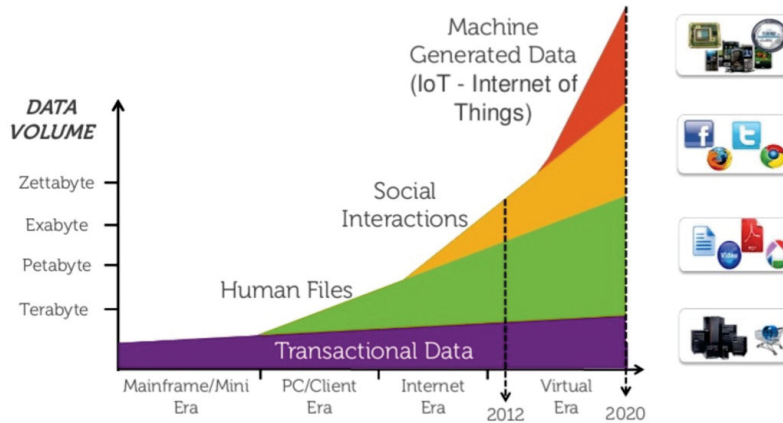 Machine
Generated Data
(IoT - Internet of
Things)
DATA
VOLUME
Zettabyte
Exabyte
Petabyte
Terabyte
Social
Interactions
Human Files
Transactional Data
Mainframe/Mini
Era
PC/Client
Era
Internet
Era
2012
Virtual
Era
2020
f
t
Video